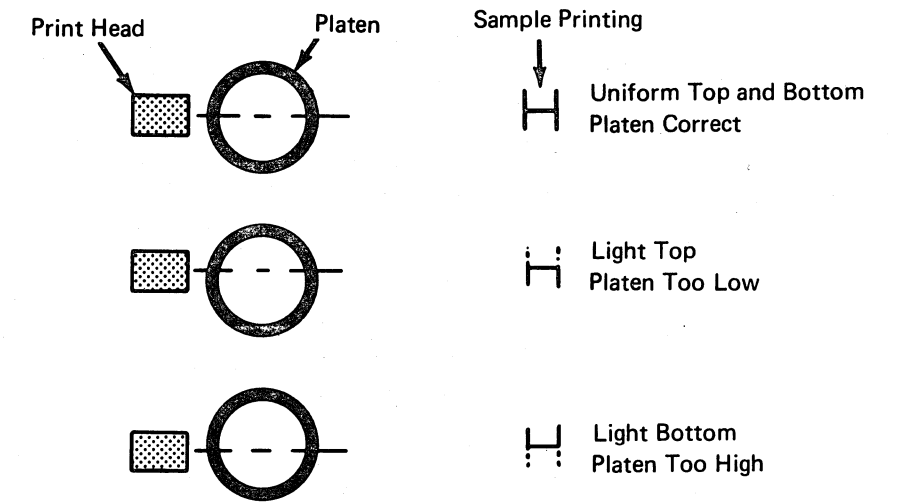 Print Head
Platen
Sample Printing
Uniform Top and Bottom
Platen Correct
Light Top
Platen Too Low
Light Bottom
Platen Too High